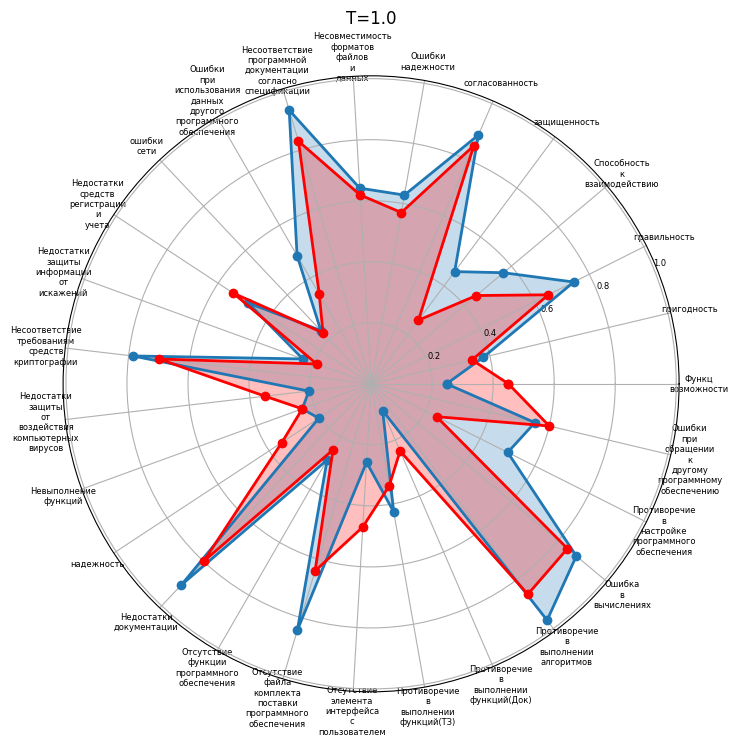 T=1.0
Несовместимость
форматов
файлов
и
данных
Ошибки
надежности
согласованность
защищенность
Способность
к
взаимодействию
правильность
пригодность
Функц
возможности
Ошибки
при
обращении
к
другому
программному
обеспечению
Противоречие
в
настройке
программного
обеспечения
Ошибка
в
вычислениях
Противоречие
в
выполнении
алгоритмов
Противоречие
в
выполнении
функций(Док)
Противоречие
в
выполнении
функций(ТЗ)
Отсутствие
элемента
интерфейса
с
пользователем
Отсутствие
файла
комплекта
поставки
программного
обеспечения
Отсутствие
функции
программного
обеспечения
Недостатки
документации
надежность
Невыполнение
функций
Недостатки
защиты
от
воздействия
компьютерных
вирусов
Несоответствие
требованиям
средств
криптографии
Недостатки
защиты
информации
от
искажений
Недостатки
средств
регистрации
и
учета
ошибки
сети
Ошибки
при
использования
данных
другого
программного
обеспечения
Несоответствие
программной
документации
согласно
спецификации
0.2
0.4
0.6
0.8
1.0